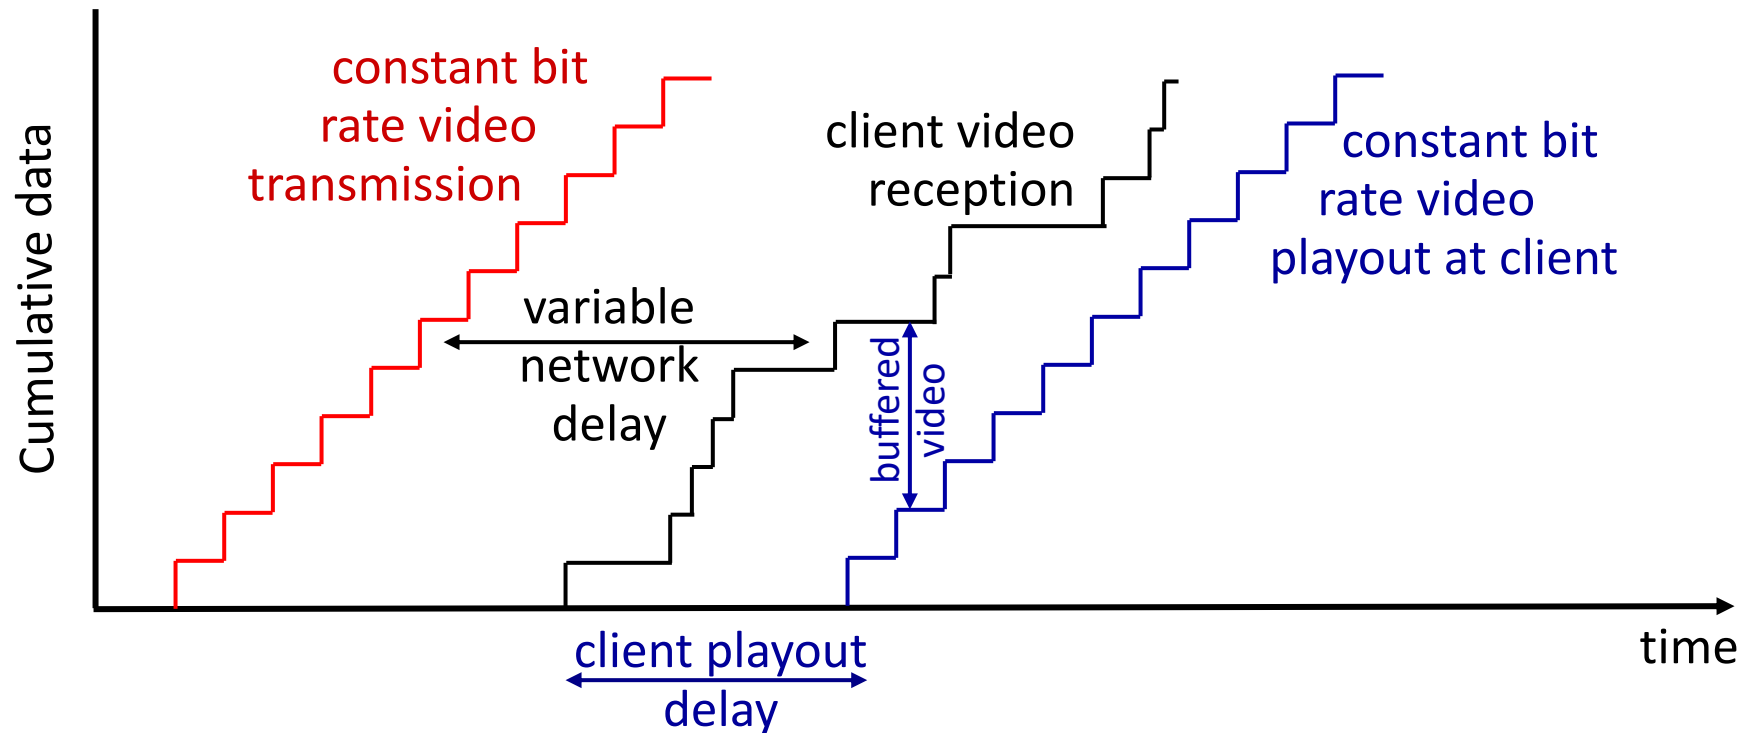 constant bit
rate video
transmission
client video
reception
constant bit
rate video
playout at client
Cumulative data
variable
network
delay
buffered
video
client playout
delay
time